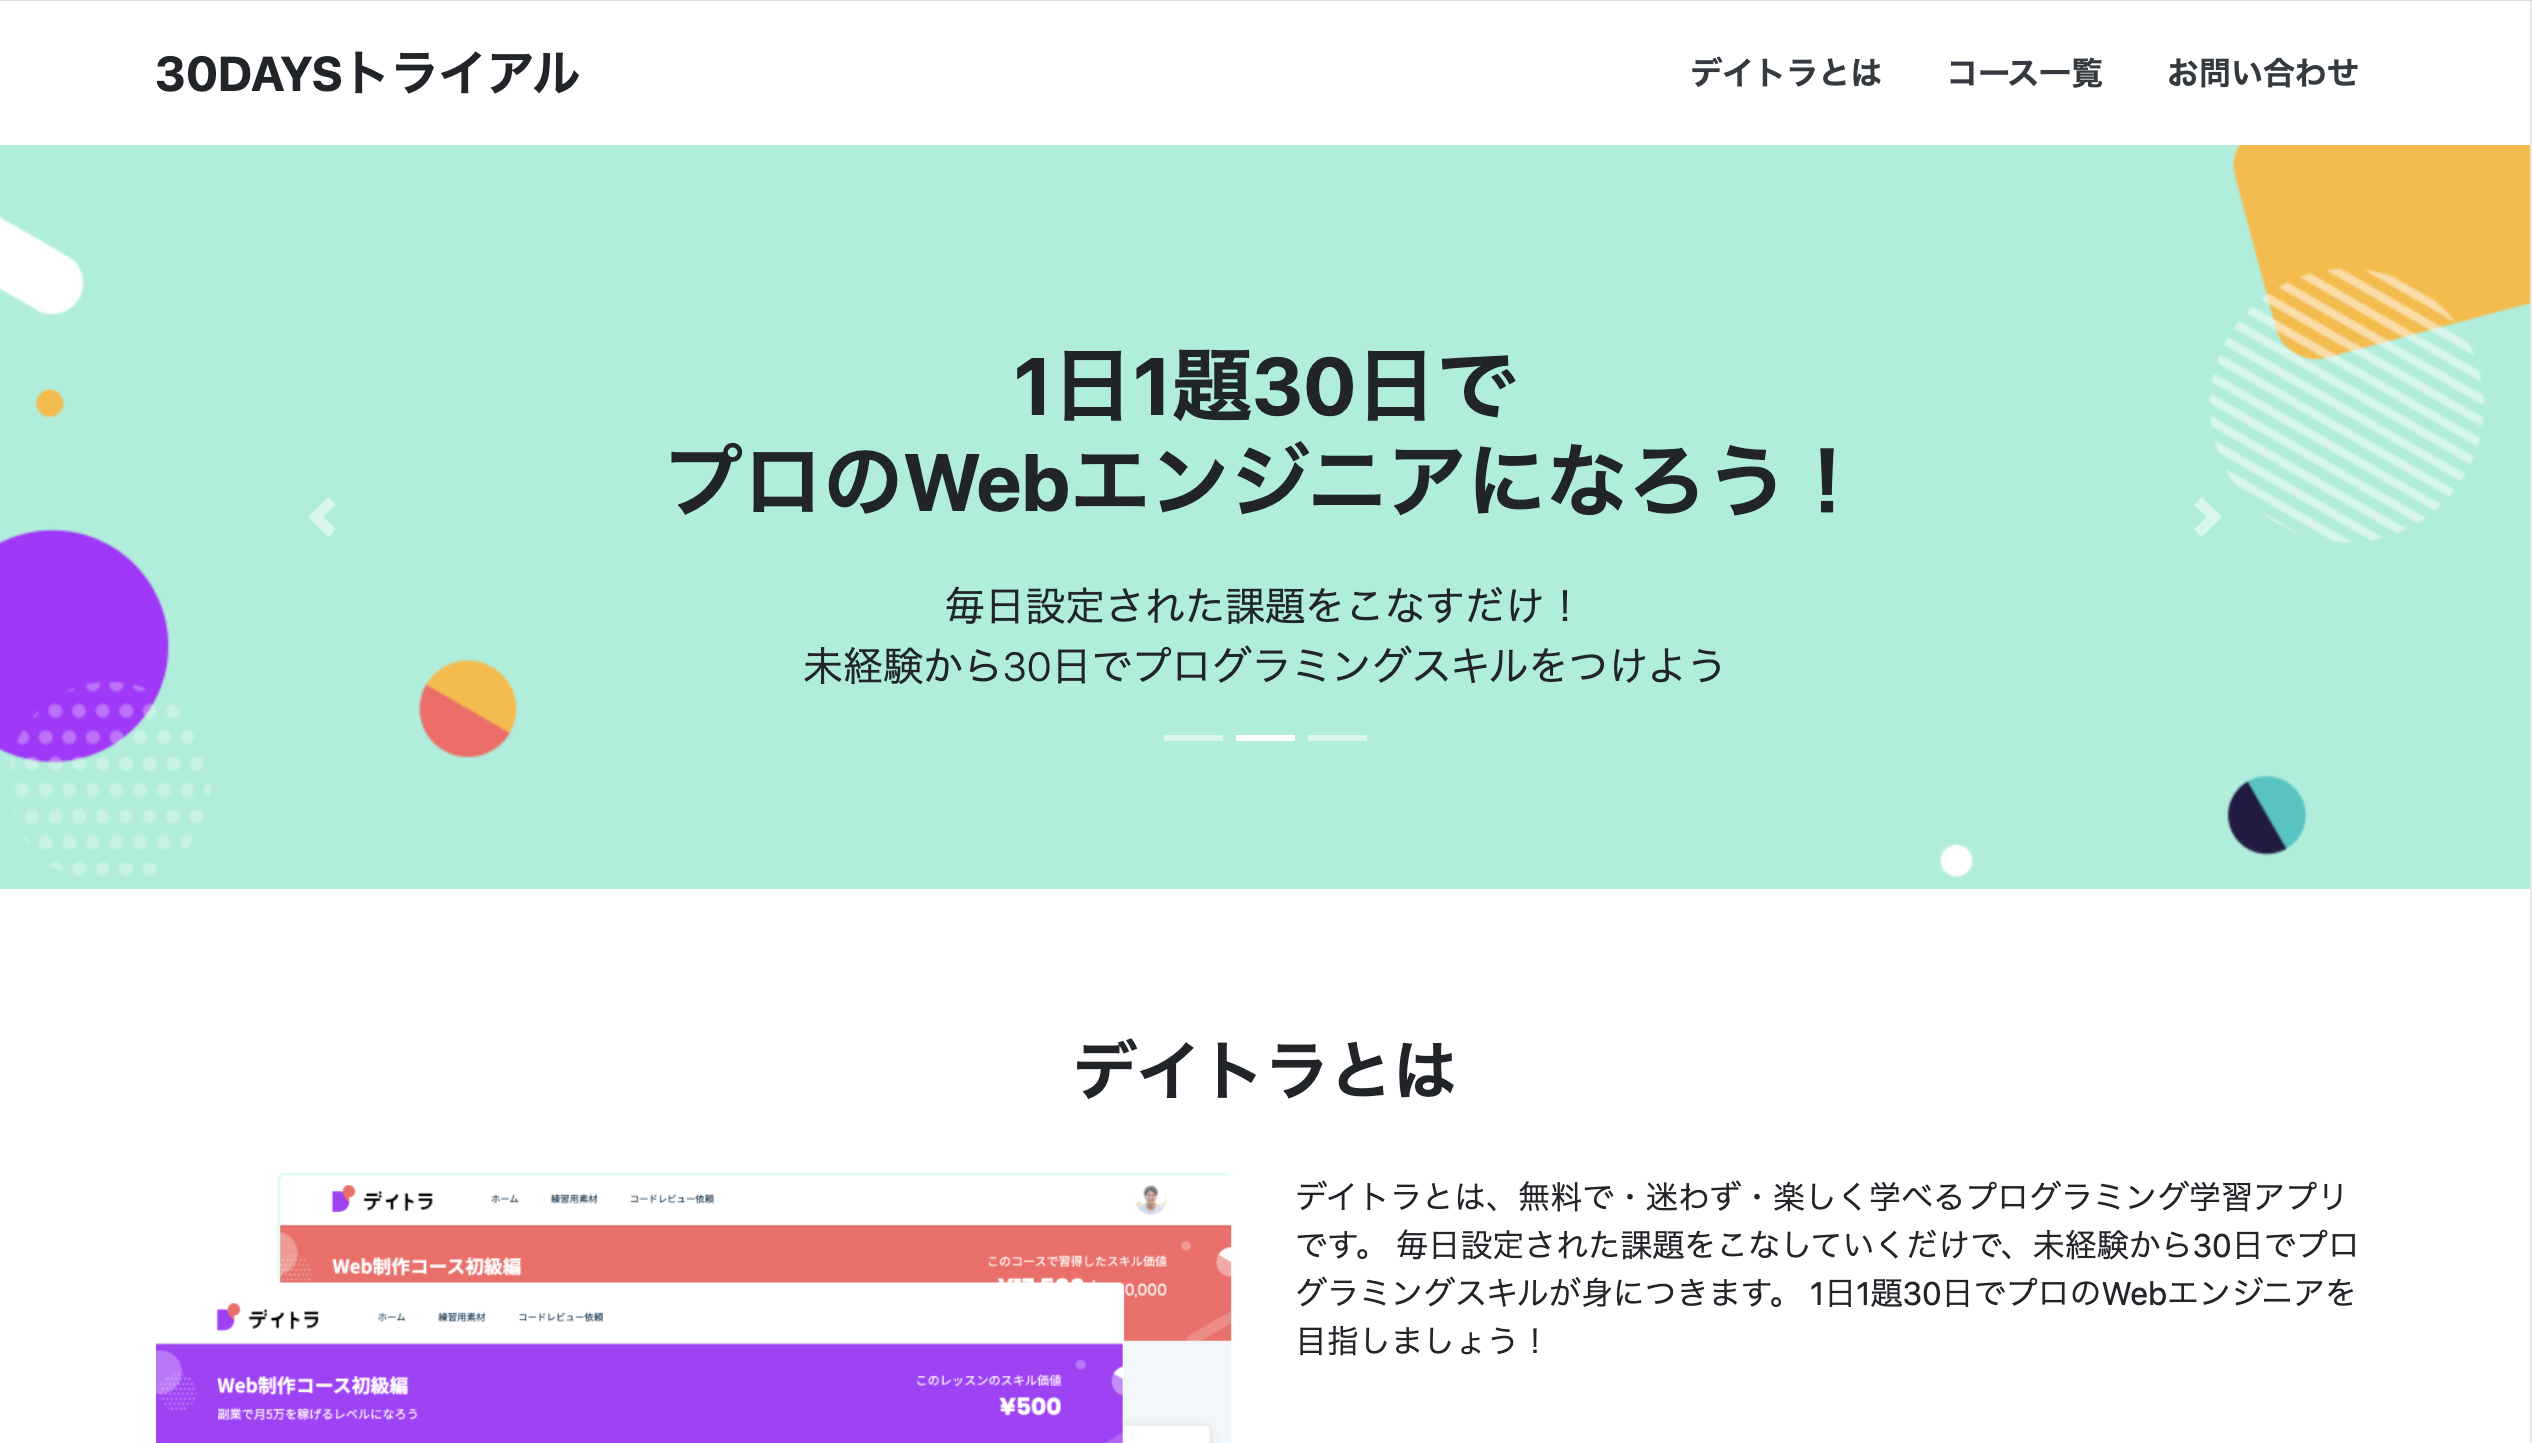 30DAYSトライアル
デイトラとは コース一覧 お問い合わせ
1日1題30日で
プロのWebエンジニアになろう！
毎日設定された課題をこなすだけ！
未経験から30日でプログラミングスキルをつけよう
デイトラとは
デイトラ ホーム 練習用素材 コードレビュー依頼
Web制作コース初級編
このコースで習得したスキル価値
0,000
デイトラ ホーム 練習用素材 コードレビュー依頼
Web制作コース初級編
副業で月5万を稼げるレベルになろう
このレッスンのスキル価値
¥500
デイトラとは、無料で・迷わず・楽しく学べるプログラミング学習アプリ
です。 毎日設定された課題をこなしていくだけで、未経験から30日でプロ
グラミングスキルが身につきます。 1日1題30日でプロのWebエンジニアを
目指しましょう！